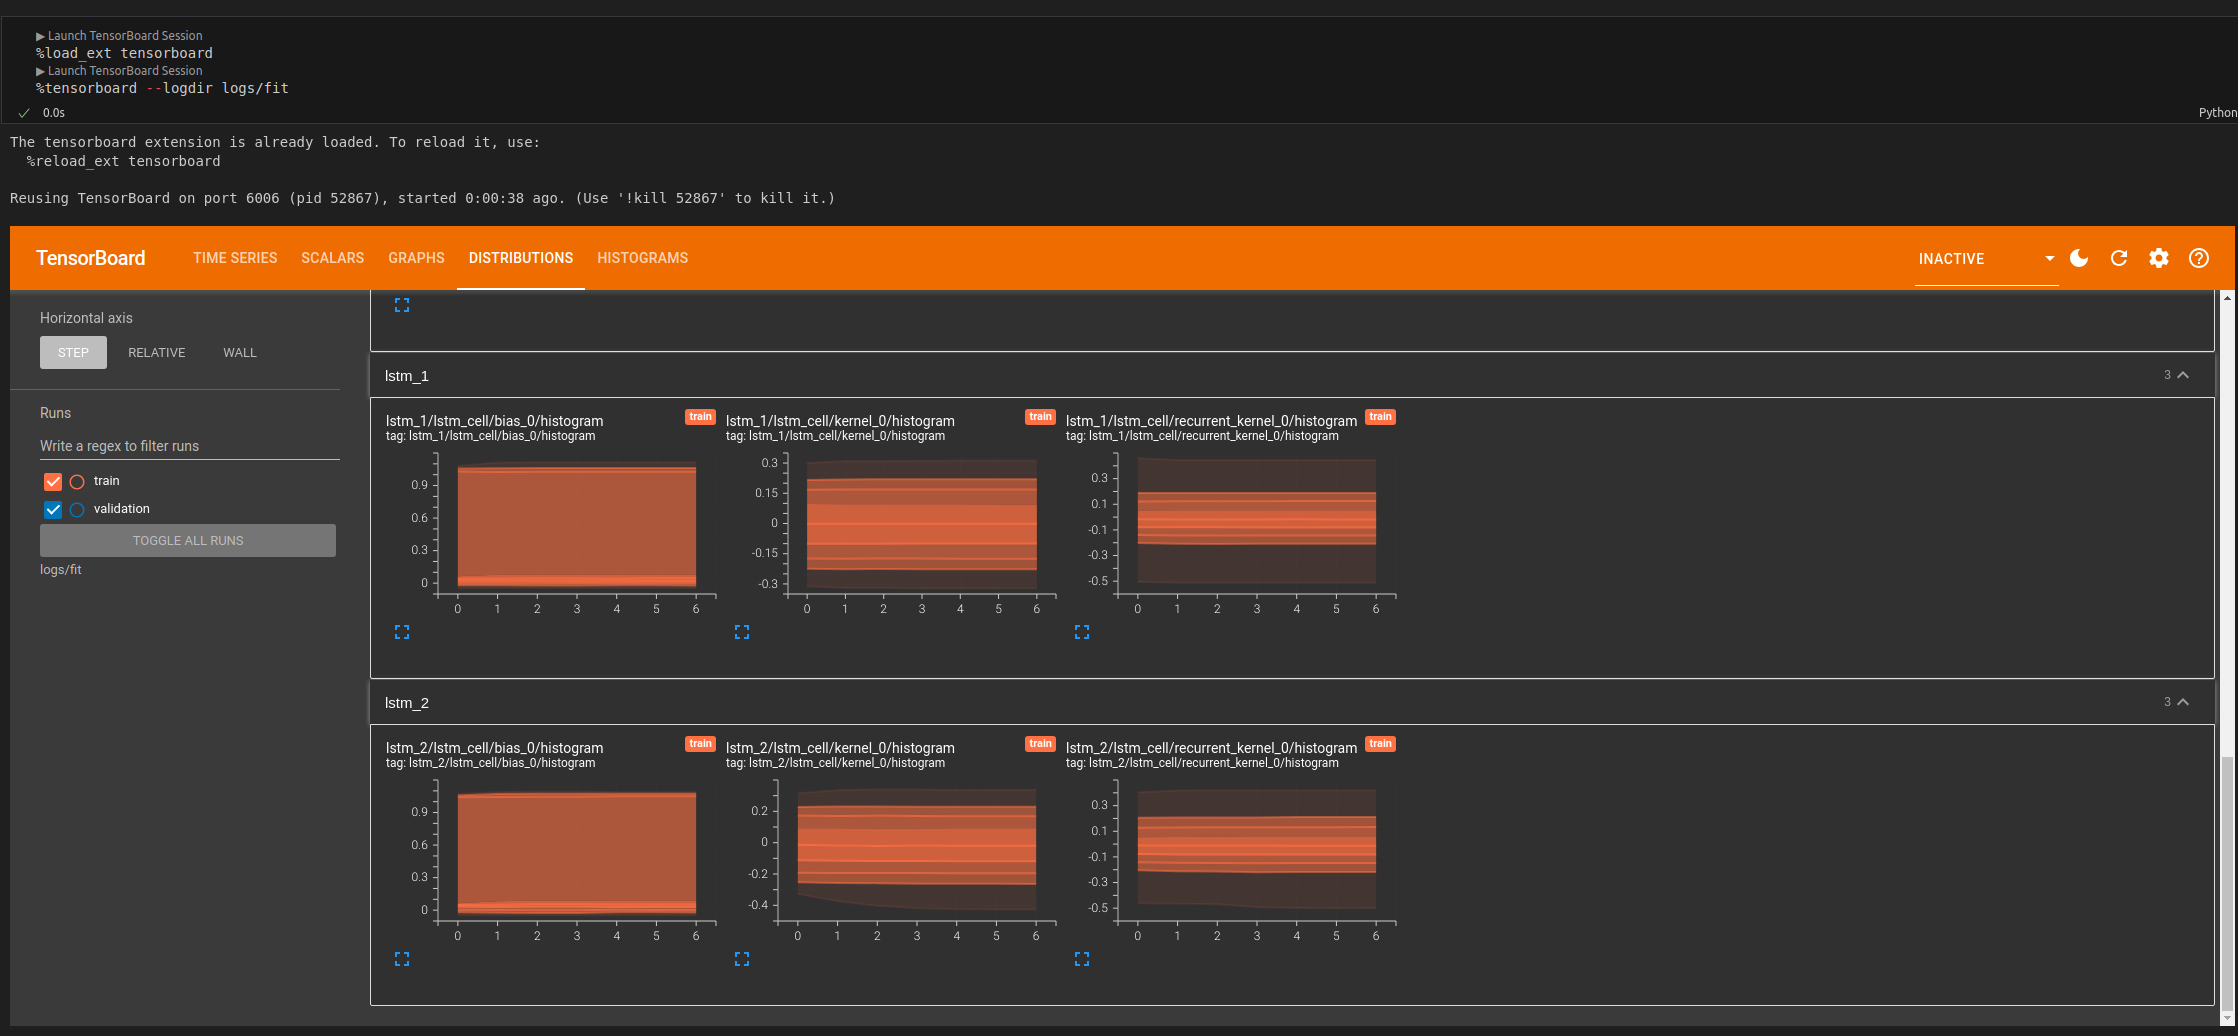 ▶ Launch TensorBoard Session
%load_ext tensorboard
▶ Launch TensorBoard Session
%tensorboard --logdir logs/fit
✓ 0.0s
Python
The tensorboard extension is already loaded. To reload it, use:
%reload_ext tensorboard
Reusing TensorBoard on port 6006 (pid 52867), started 0:00:38 ago. (Use '!kill 52867' to kill it.)
TensorBoard TIME SERIES SCALARS GRAPHS DISTRIBUTIONS HISTOGRAMS INACTIVE
Horizontal axis
STEP RELATIVE WALL
Runs
Write a regex to filter runs
train
validation
TOGGLE ALL RUNS
logs/fit
lstm_1 3
lstm_1/lstm_cell/bias_0/histogram train
tag: lstm_1/lstm_cell/bias_0/histogram
0.9
0.6
0.3
0
0 1 2 3 4 5 6
lstm_1/lstm_cell/kernel_0/histogram train
tag: lstm_1/lstm_cell/kernel_0/histogram
0.3
0.15
0
-0.15
-0.3
0 1 2 3 4 5 6
lstm_1/lstm_cell/recurrent_kernel_0/histogram train
tag: lstm_1/lstm_cell/recurrent_kernel_0/histogram
0.3
0.1
-0.1
-0.3
-0.5
0 1 2 3 4 5 6
lstm_2 3
lstm_2/lstm_cell/bias_0/histogram train
tag: lstm_2/lstm_cell/bias_0/histogram
0.9
0.6
0.3
0
0 1 2 3 4 5 6
lstm_2/lstm_cell/kernel_0/histogram train
tag: lstm_2/lstm_cell/kernel_0/histogram
0.2
0
-0.2
-0.4
0 1 2 3 4 5 6
lstm_2/lstm_cell/recurrent_kernel_0/histogram train
tag: lstm_2/lstm_cell/recurrent_kernel_0/histogram
0.3
0.1
-0.1
-0.3
-0.5
0 1 2 3 4 5 6